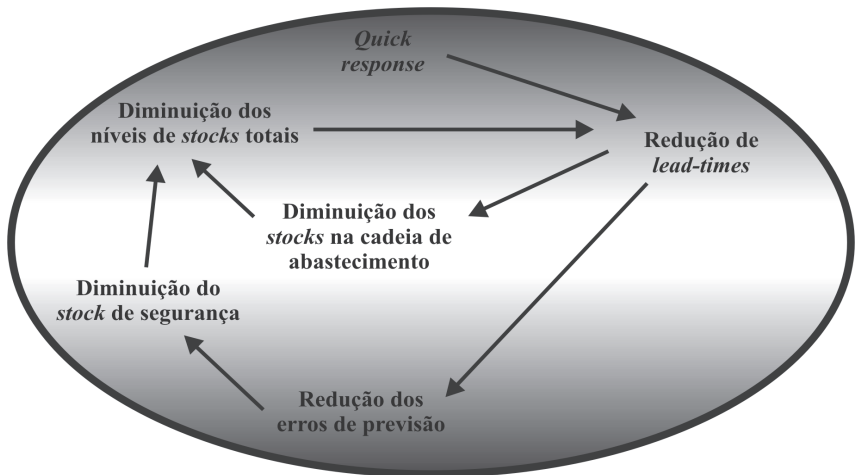 Quick
response
Diminuição dos
níveis de stocks totais
Redução de
lead-times
Diminuição dos
stocks na cadeia de
abastecimento
Diminuição do
stock de segurança
Redução dos
erros de previsão